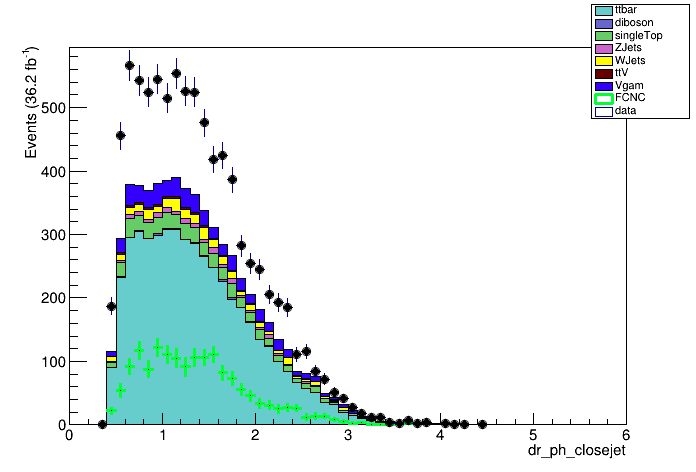 ttbar
diboson
singleTop
ZJets
WJets
ttV
Vgam
FCNC
data
Events (36.2 fb⁻¹)
500
400
300
200
100
0
0 1 2 3 4 5 6
dr_ph_closejet